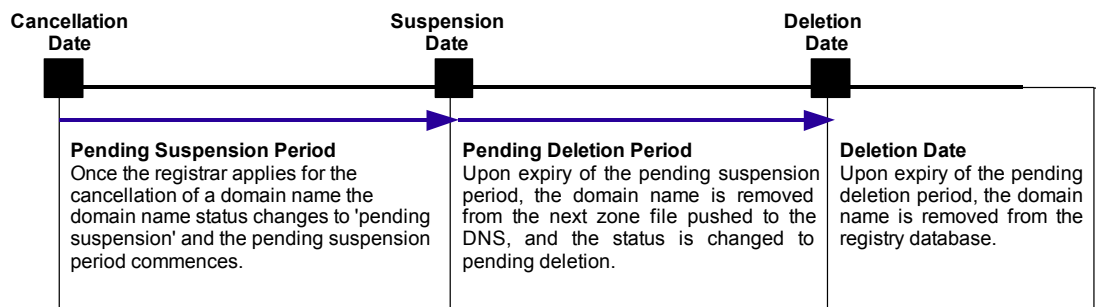 Cancellation
Date
Suspension
Date
Deletion
Date
Pending Suspension Period
Once the registrar applies for the
cancellation of a domain name the
domain name status changes to 'pending
suspension' and the pending suspension
period commences.
Pending Deletion Period
Upon expiry of the pending suspension
period, the domain name is removed
from the next zone file pushed to the
DNS, and the status is changed to
pending deletion.
Deletion Date
Upon expiry of the pending
deletion period, the domain
name is removed from the
registry database.